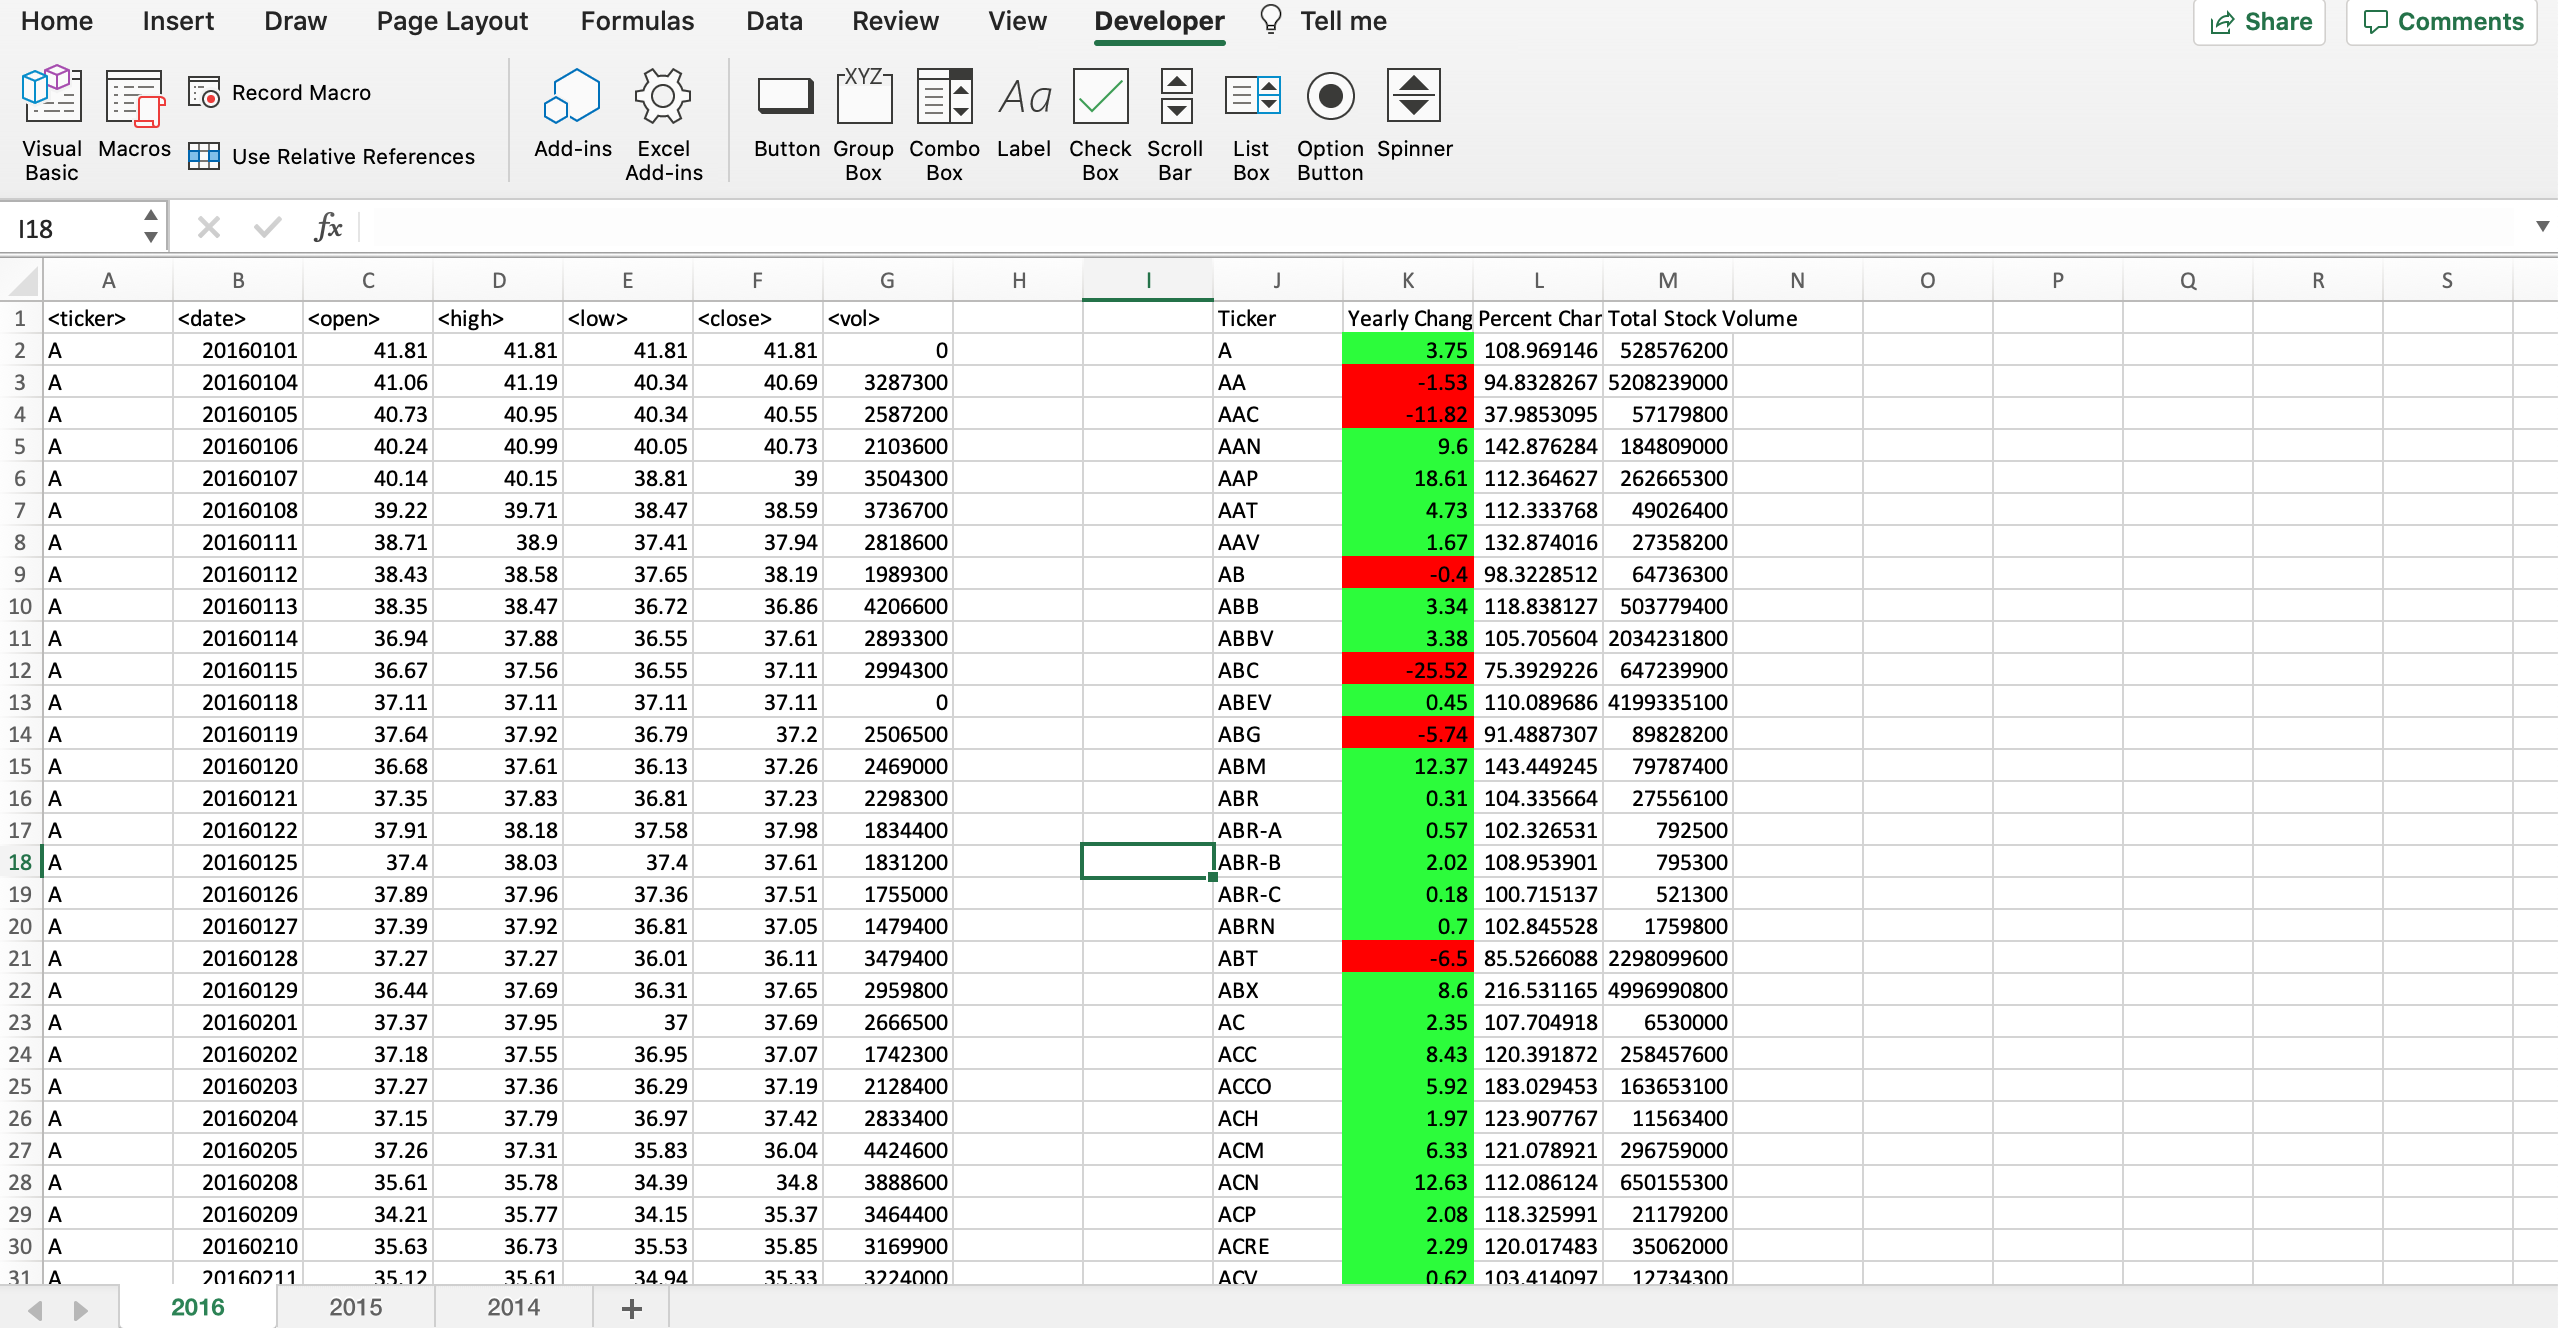 Home Insert Draw Page Layout Formulas Data Review View Developer Tell me Share Comments
Visual Basic Macros Record Macro Use Relative References Add-ins Excel Add-ins Button XYZ Group Box Combo Box Aa Label Check Box Scroll Bar List Box Option Button Spinner
I18 fx
A B C D E F G H I J K L M N O P Q R S
1 <ticker> <date> <open> <high> <low> <close> <vol> Ticker Yearly Chang Percent Char Total Stock Volume
2 A 20160101 41.81 41.81 41.81 41.81 0 A 3.75 108.969146 528576200
3 A 20160104 41.06 41.19 40.34 40.69 3287300 AA -1.53 94.8328267 5208239000
4 A 20160105 40.73 40.95 40.34 40.55 2587200 AAC -11.82 37.9853095 57179800
5 A 20160106 40.24 40.99 40.05 40.73 2103600 AAN 9.6 142.876284 184809000
6 A 20160107 40.14 40.15 38.81 39 3504300 AAP 18.61 112.364627 262665300
7 A 20160108 39.22 39.71 38.47 38.59 3736700 AAT 4.73 112.333768 49026400
8 A 20160111 38.71 38.9 37.41 37.94 2818600 AAV 1.67 132.874016 27358200
9 A 20160112 38.43 38.58 37.65 38.19 1989300 AB -0.4 98.3228512 64736300
10 A 20160113 38.35 38.47 36.72 36.86 4206600 ABB 3.34 118.838127 503779400
11 A 20160114 36.94 37.88 36.55 37.61 2893300 ABBV 3.38 105.705604 2034231800
12 A 20160115 36.67 37.56 36.55 37.11 2994300 ABC -25.52 75.3929226 647239900
13 A 20160118 37.11 37.11 37.11 37.11 0 ABEV 0.45 110.089686 4199335100
14 A 20160119 37.64 37.92 36.79 37.2 2506500 ABG -5.74 91.4887307 89828200
15 A 20160120 36.68 37.61 36.13 37.26 2469000 ABM 12.37 143.449245 79787400
16 A 20160121 37.35 37.83 36.81 37.23 2298300 ABR 0.31 104.335664 27556100
17 A 20160122 37.91 38.18 37.58 37.98 1834400 ABR-A 0.57 102.326531 792500
18 A 20160125 37.4 38.03 37.4 37.61 1831200 ABR-B 2.02 108.953901 795300
19 A 20160126 37.89 37.96 37.36 37.51 1755000 ABR-C 0.18 100.715137 521300
20 A 20160127 37.39 37.92 36.81 37.05 1479400 ABRN 0.7 102.845528 1759800
21 A 20160128 37.27 37.27 36.01 36.11 3479400 ABT -6.5 85.5266088 2298099600
22 A 20160129 36.44 37.69 36.31 37.65 2959800 ABX 8.6 216.531165 4996990800
23 A 20160201 37.37 37.95 37 37.69 2666500 AC 2.35 107.704918 6530000
24 A 20160202 37.18 37.55 36.95 37.07 1742300 ACC 8.43 120.391872 258457600
25 A 20160203 37.27 37.36 36.29 37.19 2128400 ACCO 5.92 183.029453 163653100
26 A 20160204 37.15 37.79 36.97 37.42 2833400 ACH 1.97 123.907767 11563400
27 A 20160205 37.26 37.31 35.83 36.04 4424600 ACM 6.33 121.078921 296759000
28 A 20160208 35.61 35.78 34.39 34.8 3888600 ACN 12.63 112.086124 650155300
29 A 20160209 34.21 35.77 34.15 35.37 3464400 ACP 2.08 118.325991 21179200
30 A 20160210 35.63 36.73 35.53 35.85 3169900 ACRE 2.29 120.017483 35062000
31 A 20160211 35.12 35.61 34.94 35.33 3224000 ACV 0.62 103.414097 12734300
2016 2015 2014 +